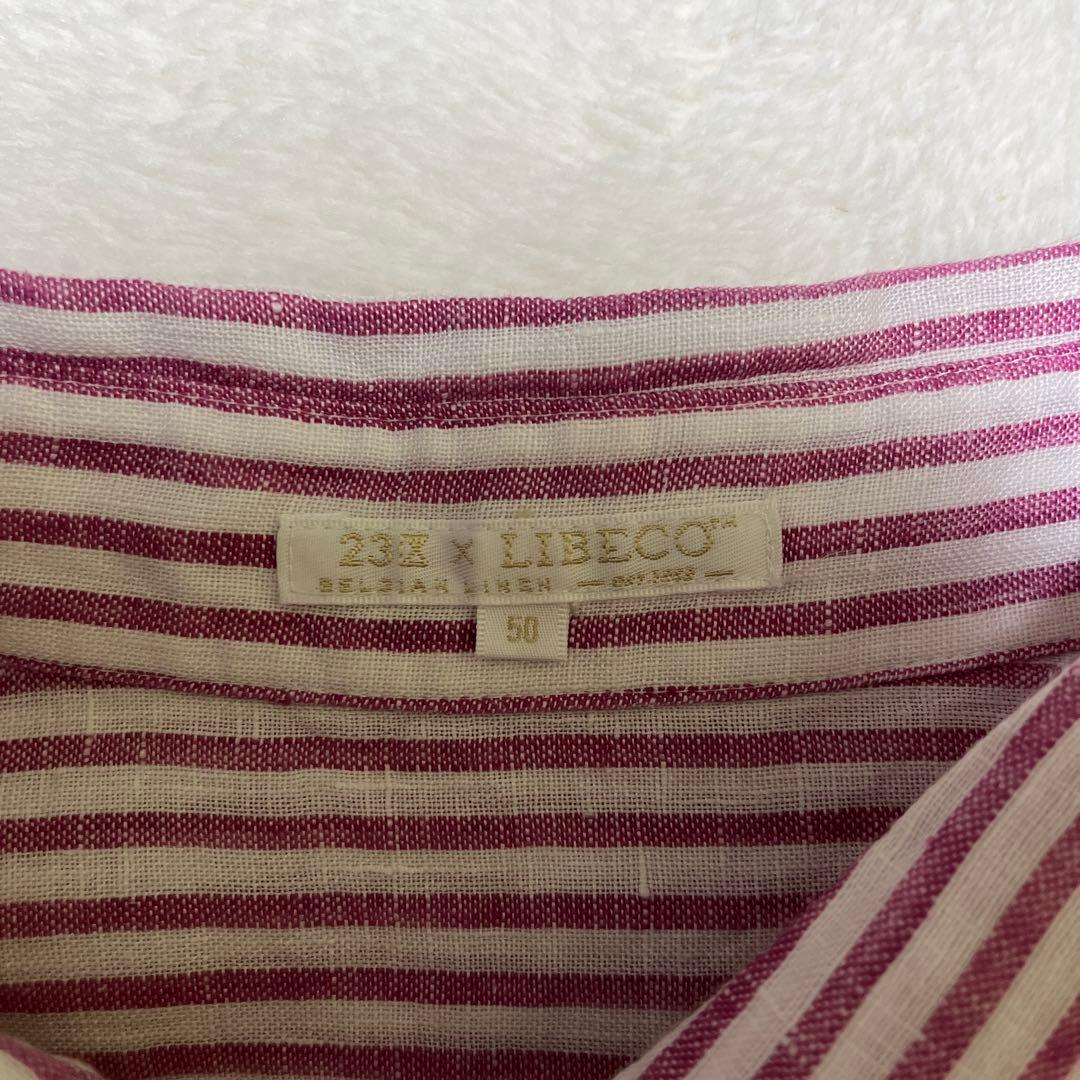 23区 × LIBECO™
BELGIAN LINEN
50